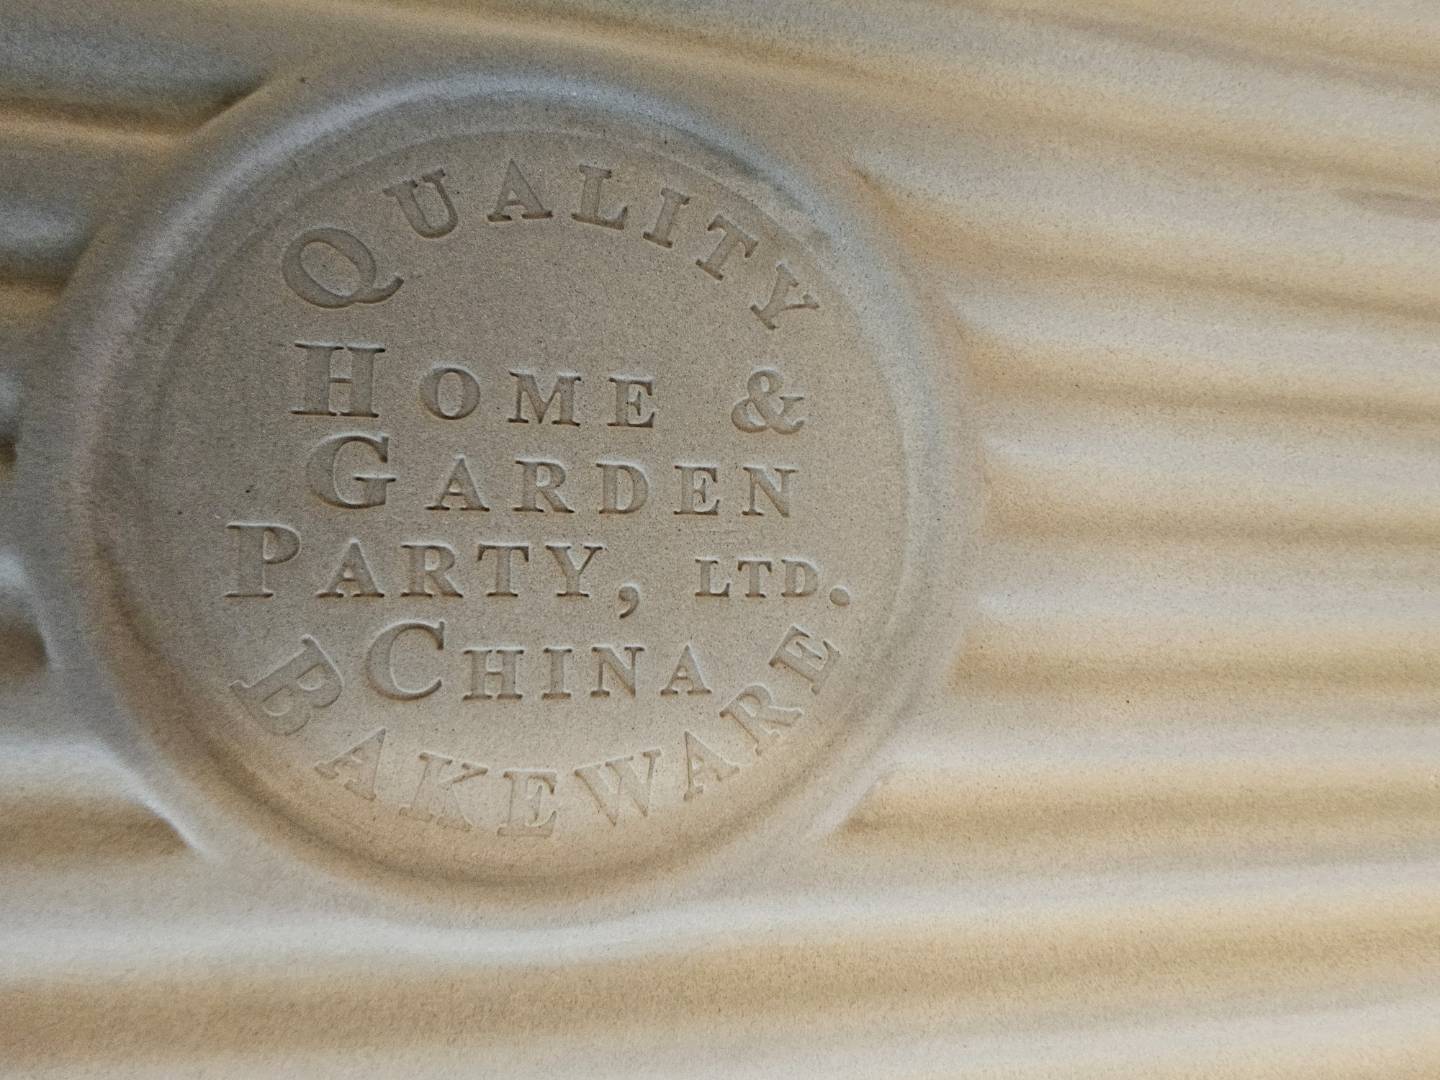 QUALITY
HOME &
GARDEN
PARTY, LTD.
CHINA
BAKEWARE